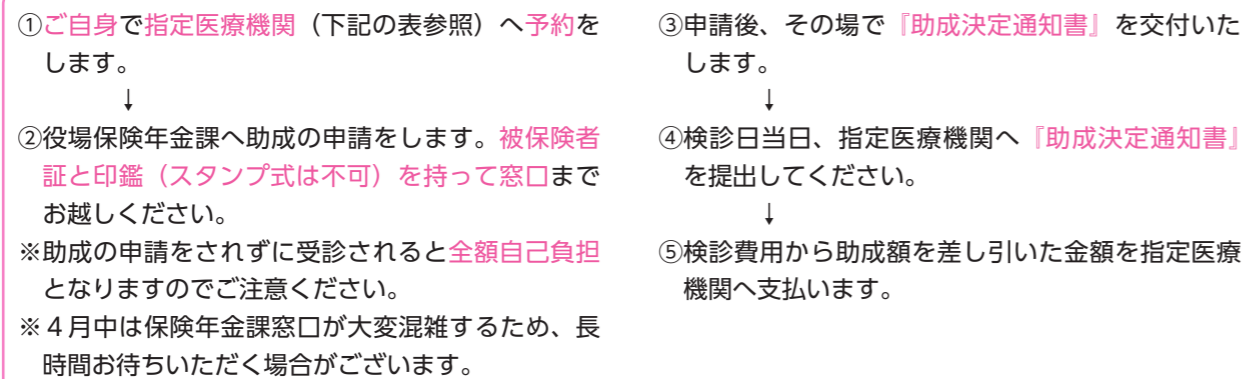 ①ご自身で指定医療機関（下記の表参照）へ予約を
します。
↓
②役場保険年金課へ助成の申請をします。被保険者
証と印鑑（スタンプ式は不可）を持って窓口まで
お越しください。
※助成の申請をされずに受診されると全額自己負担
となりますのでご注意ください。
※４月中は保険年金課窓口が大変混雑するため、長
時間お待ちいただく場合がございます。
③申請後、その場で『助成決定通知書』を交付いた
します。
↓
④検診日当日、指定医療機関へ『助成決定通知書』
を提出してください。
↓
⑤検診費用から助成額を差し引いた金額を指定医療
機関へ支払います。